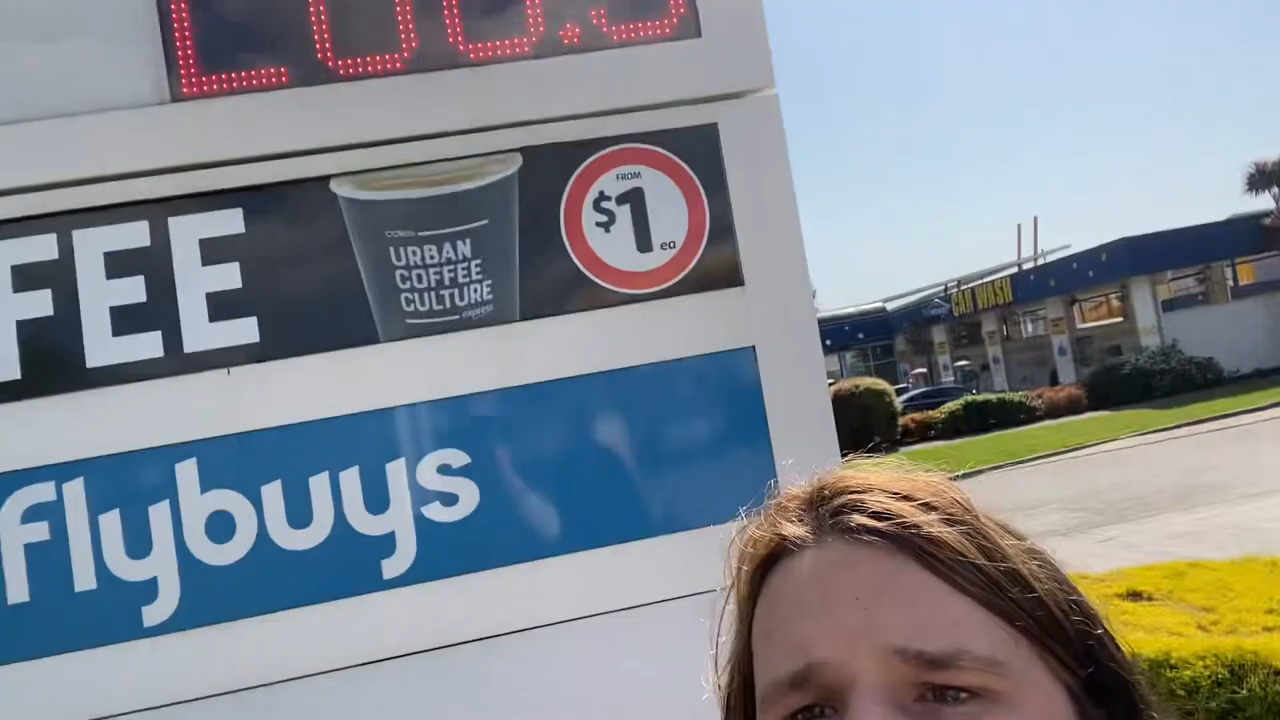 FEE
coles
URBAN
COFFEE
CULTURE
express
FROM
$1
ea
flybuys
CAR WASH